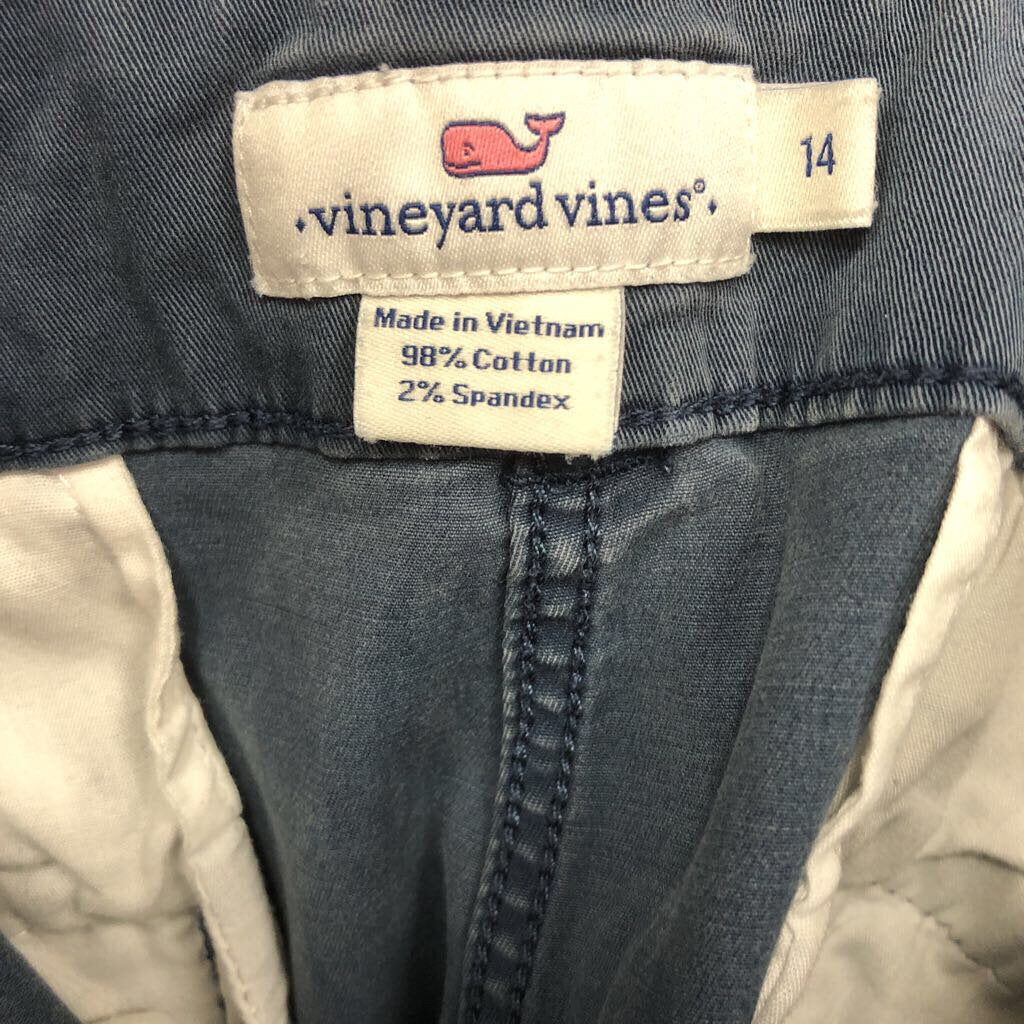 vineyard vines®
14
Made in Vietnam
98% Cotton
2% Spandex